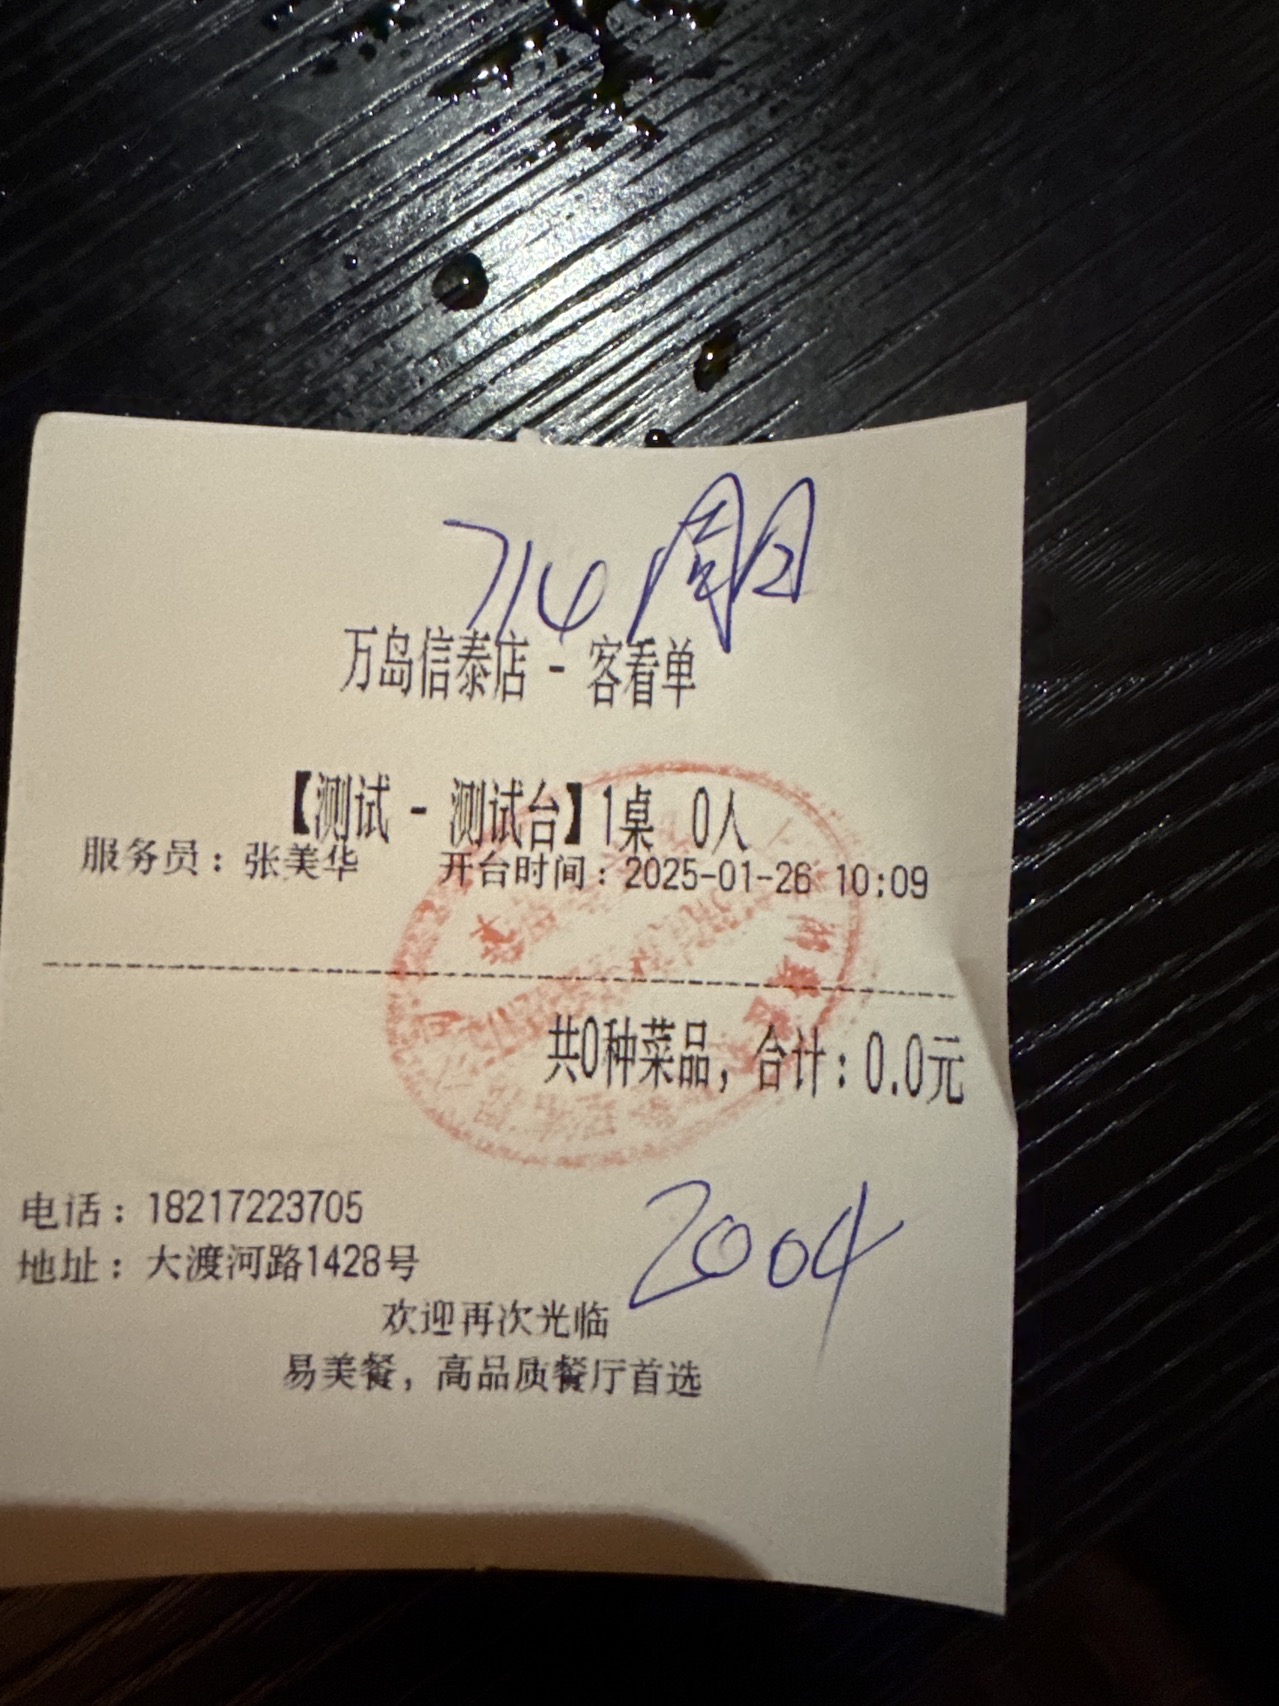 万岛信泰店 - 客看单
【测试 - 测试台】1桌 0人
服务员：张美华 开台时间：2025-01-26 10:09
共0种菜品，合计：0.0元
2004
电话：18217223705
地址：大渡河路1428号
欢迎再次光临
易美餐，高品质餐厅首选